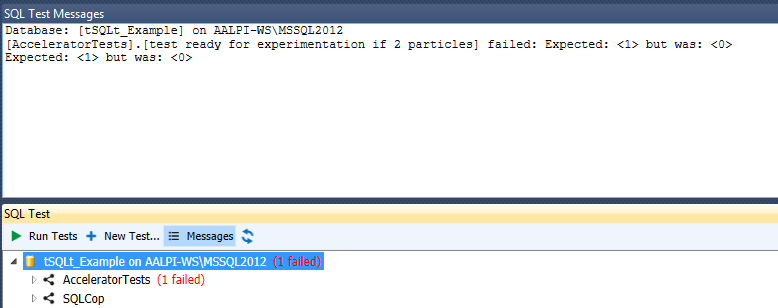 SQL Test Messages
Database: [tSQLt_Example] on AALPI-WS\MSSQL2012
[AcceleratorTests].[test ready for experimentation if 2 particles] failed: Expected: <1> but was: <0>
Expected: <1> but was: <0>
SQL Test
Run Tests New Test... Messages
tSQLt_Example on AALPI-WS\MSSQL2012 (1 failed)
AcceleratorTests (1 failed)
SQLCop